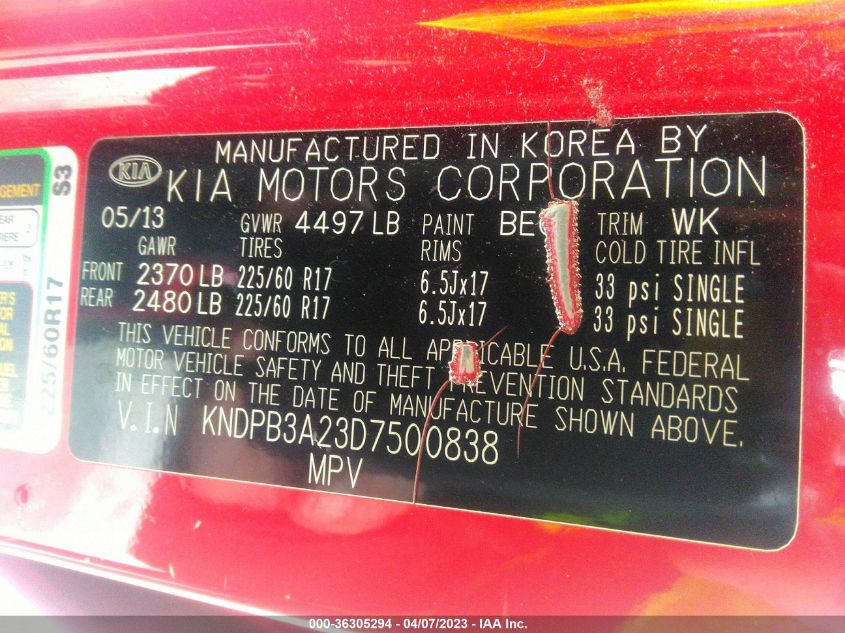 MANUFACTURED IN KOREA BY
KIA KIA MOTORS CORPORATION
05/13 GVWR 4497 LB PAINT TRIM WK
GAWR TIRES RIMS COLD TIRE INFL
FRONT 2370 LB 225/60 R17 6.5Jx17 33 psi SINGLE
REAR 2480 LB 225/60 R17 6.5Jx17 33 psi SINGLE
THIS VEHICLE CONFORMS TO ALL APPLICABLE U.S.A. FEDERAL
MOTOR VEHICLE SAFETY AND THEFT PREVENTION STANDARDS
IN EFFECT ON THE DATE OF MANUFACTURE SHOWN ABOVE.
V.I.N KNDPB3A23D7500838
MPV
S3
225/60R17
000-36305294 - 04/07/2023 - IAA Inc.